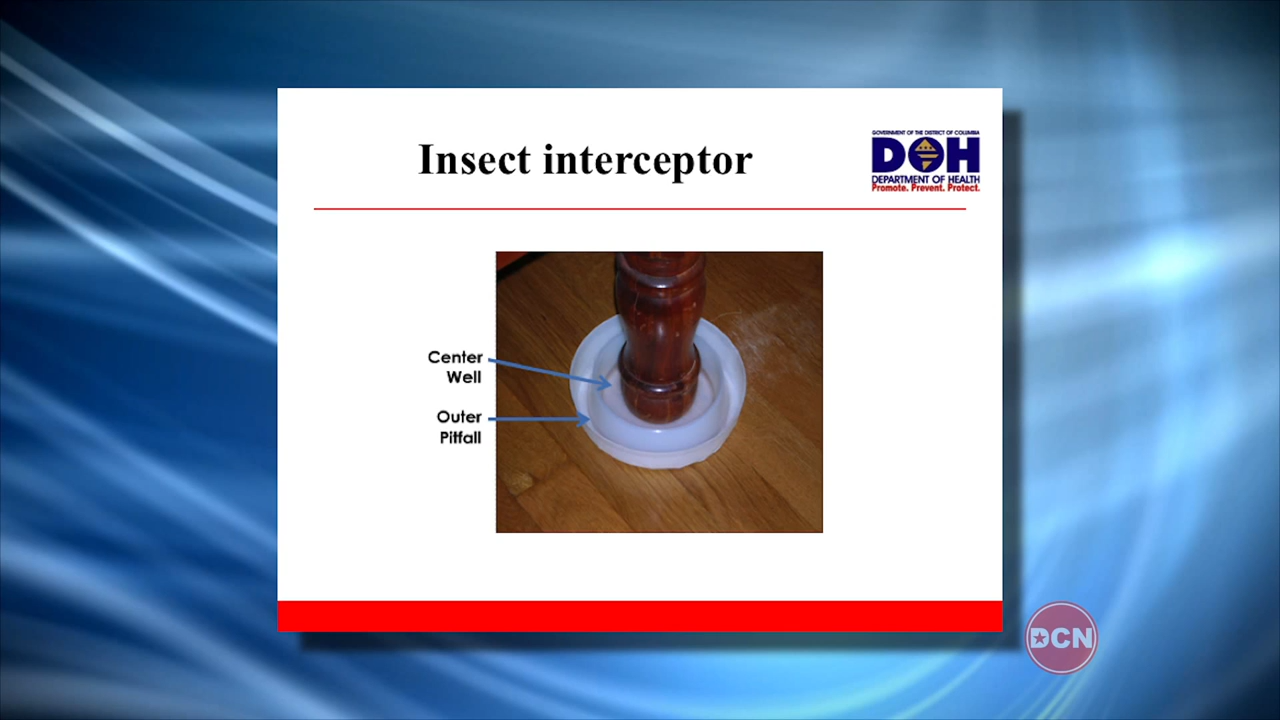 Insect interceptor
GOVERNMENT OF THE DISTRICT OF COLUMBIA
DOH
DEPARTMENT OF HEALTH
Promote. Prevent. Protect.
Center
Well
Outer
Pitfall
DCN